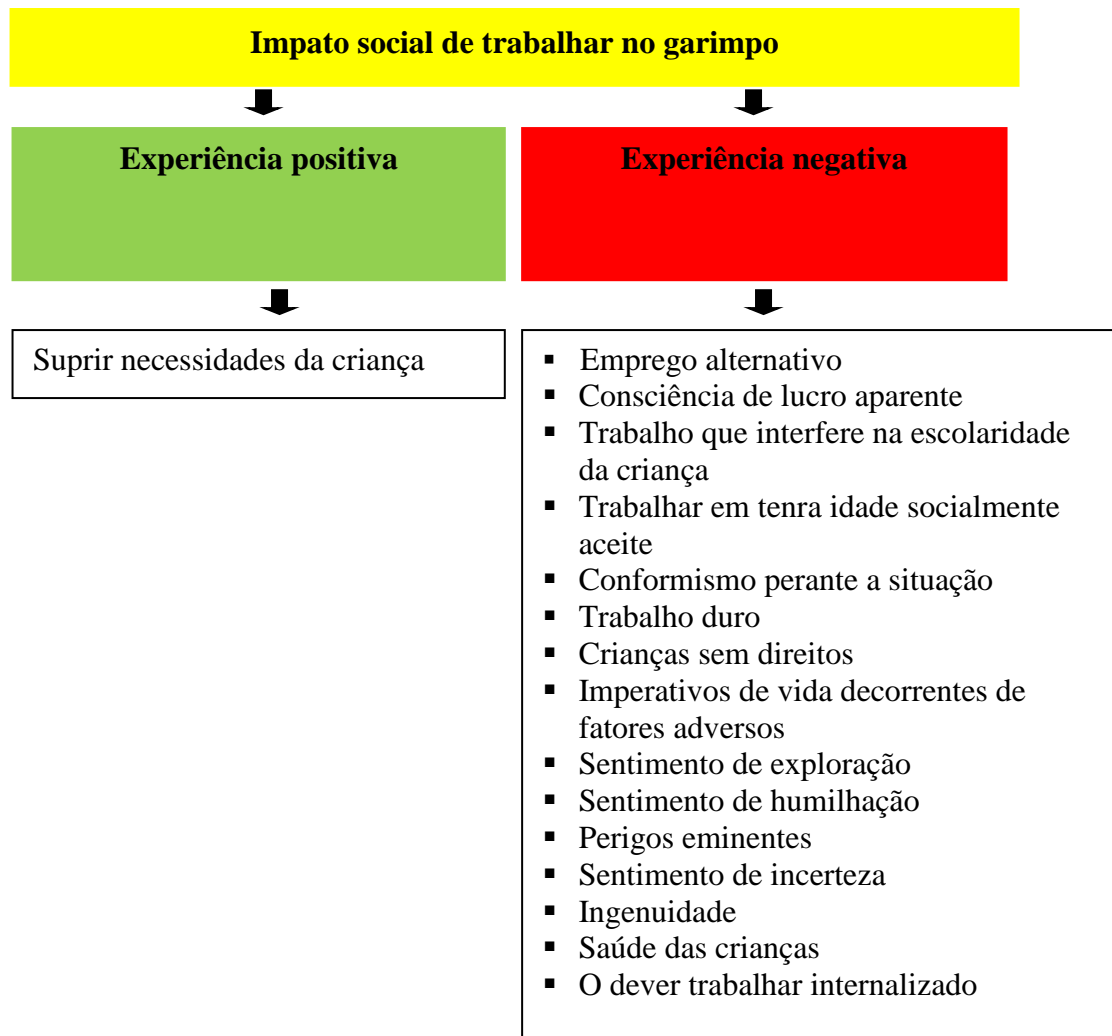 Impato social de trabalhar no garimpo
Experiência positiva
Experiência negativa
Suprir necessidades da criança
▪ Emprego alternativo
▪ Consciência de lucro aparente
▪ Trabalho que interfere na escolaridade
da criança
▪ Trabalhar em tenra idade socialmente
aceite
▪ Conformismo perante a situação
▪ Trabalho duro
▪ Crianças sem direitos
▪ Imperativos de vida decorrentes de
fatores adversos
▪ Sentimento de exploração
▪ Sentimento de humilhação
▪ Perigos eminentes
▪ Sentimento de incerteza
▪ Ingenuidade
▪ Saúde das crianças
▪ O dever trabalhar internalizado